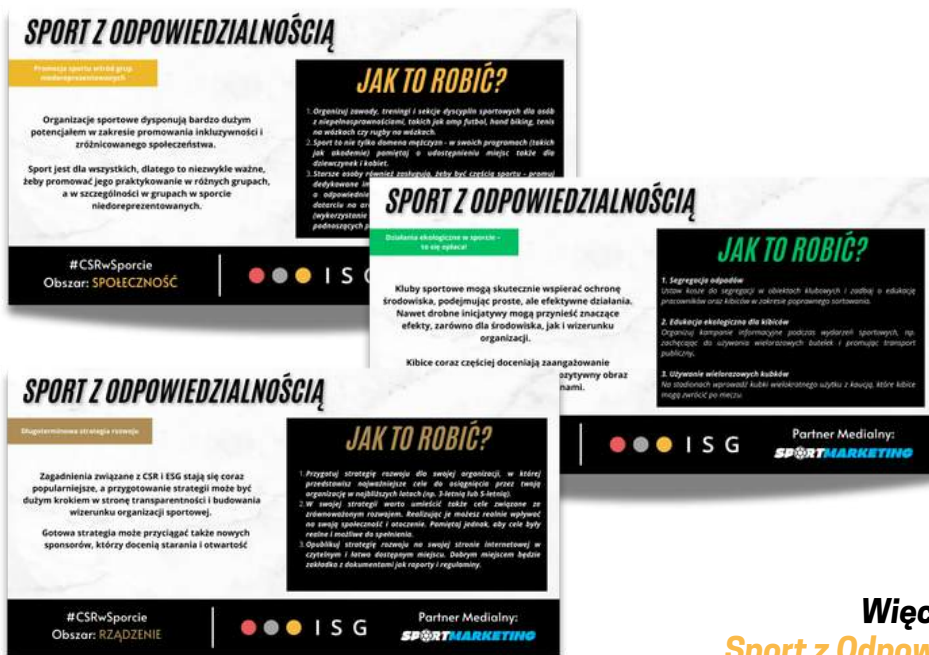 SPORT Z ODPOWIEDZIALNOŚCIĄ
Promocja sportu wśród grup
niedoreprezentowanych
Organizacje sportowe dysponują bardzo dużym
potencjałem w zakresie promowania inkluzywności i
zróżnicowanego społeczeństwa.
Sport jest dla wszystkich, dlatego to niezwykle ważne,
żeby promować jego praktykowanie w różnych grupach,
a w szczególności w grupach w sporcie
niedoreprezentowanych.
JAK TO ROBIĆ?
1. Organizuj zawody, treningi i sekcje dyscyplin sportowych dla osób
z niepełnosprawnościami, takich jak amp futbol, hand biking, tenis
na wózkach czy rugby na wózkach.
2. Sport to nie tylko domena mężczyzn - w swoich programach (takich
jak akademie) pamiętaj o udostępnieniu miejsc także dla
dziewczynek i kobiet.
3. Starsze osoby również zasługują, żeby być częścią sportu - promuj
dedykowane
o odpowiednie
dotarciu na
(wykorzystanie
podnoszących
#CSRwSporcie
Obszar: SPOŁECZNOŚĆ
ISG
SPORT Z ODPOWIEDZIALNOŚCIĄ
Działania ekologiczne w sporcie –
to się opłaca!
Kluby sportowe mogą skutecznie wspierać ochronę
środowiska, podejmując proste, ale efektywne działania.
Nawet drobne inicjatywy mogą przynieść znaczące
efekty, zarówno dla środowiska, jak i wizerunku
organizacji.
Kibice coraz częściej doceniają zaangażowanie
ozytywny obraz
nami.
JAK TO ROBIĆ?
1. Segregacja odpadów
Ustaw kosze do segregacji w obiektach klubowych i zadbaj o edukację
pracowników oraz kibiców w zakresie poprawnego sortowania.
2. Edukacja ekologiczna dla kibiców
Organizuj kampanie informacyjne podczas wydarzeń sportowych, np.
zachęcając do używania wielorazowych butelek i promując transport
publiczny.
3. Używanie wielorazowych kubków
Na stadionach wprowadź kubki wielokrotnego użytku z kaucją, które kibice
mogą zwrócić po meczu.
ISG
Partner Medialny:
SPORTMARKETING
SPORT Z ODPOWIEDZIALNOŚCIĄ
Długoterminowa strategia rozwoju
Zagadnienia związane z CSR i ESG stają się coraz
popularniejsze, a przygotowanie strategii może być
dużym krokiem w stronę transparentności i budowania
wizerunku organizacji sportowej.
Gotowa strategia może przyciągać także nowych
sponsorów, którzy docenią starania i otwartość
JAK TO ROBIĆ?
1. Przygotuj strategię rozwoju dla swojej organizacji, w której
przedstawisz najważniejsze cele do osiągnięcia przez twoją
organizację w najbliższych latach (np. 3-letnią lub 5-letnią).
2. W swojej strategii warto umieścić także cele związane ze
zrównoważonym rozwojem. Realizując je możesz realnie wpływać
na swoją społeczność i otoczenie. Pamiętaj jednak, aby cele były
realne i możliwe do spełnienia.
3. Opublikuj strategię rozwoju na swojej stronie internetowej w
czytelnym i łatwo dostępnym miejscu. Dobrym miejscem będzie
zakładka z dokumentami jak raporty i regulaminy.
#CSRwSporcie
Obszar: RZĄDZENIE
ISG
Partner Medialny:
SPORTMARKETING
Więc
Sport z Odpow